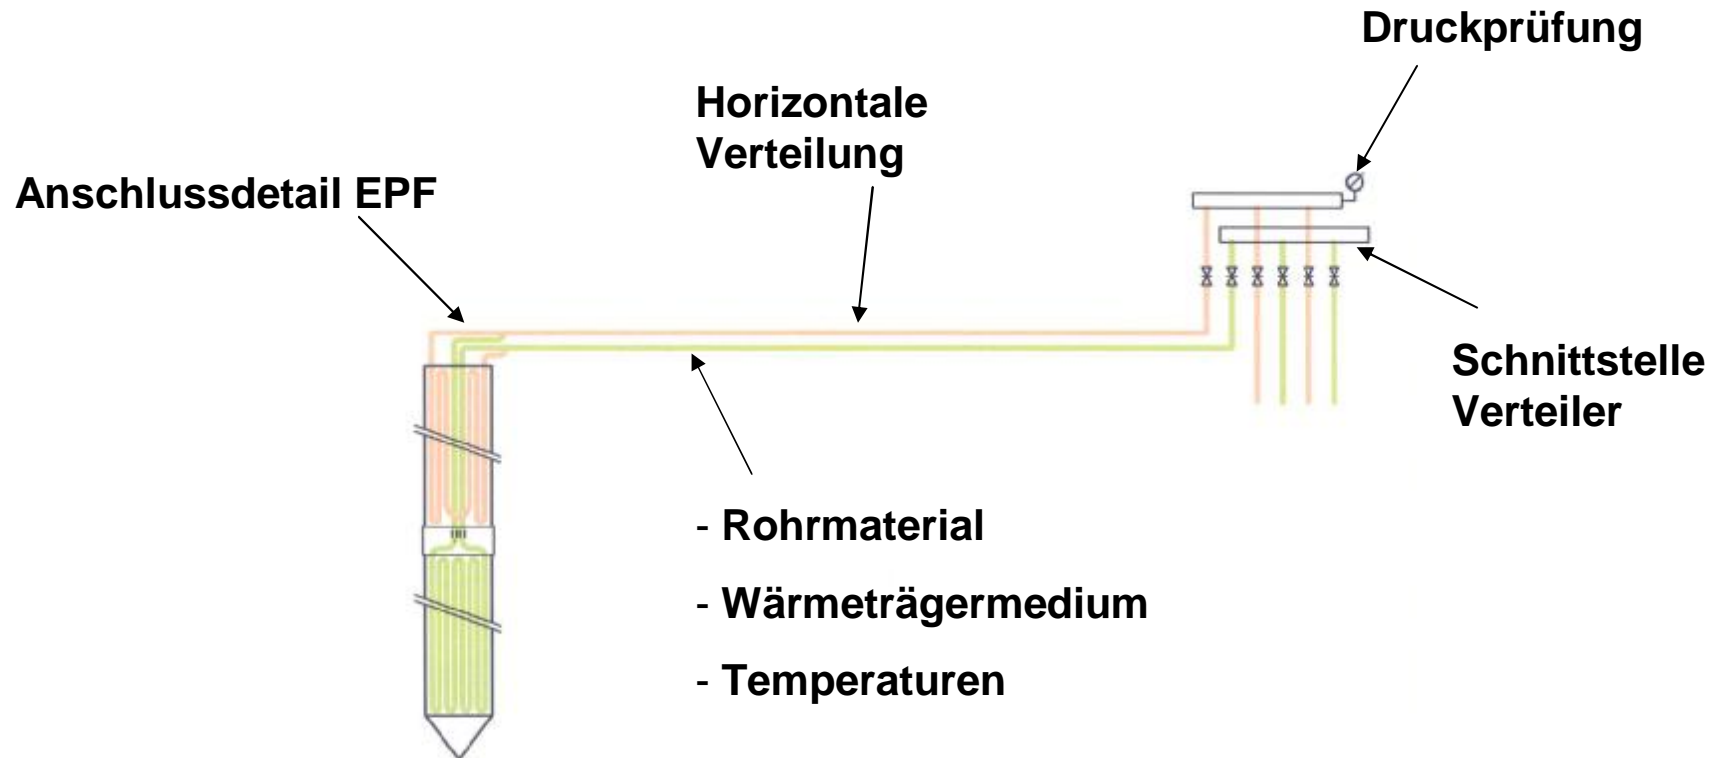 Druckprüfung
Horizontale
Verteilung
Anschlussdetail EPF
Schnittstelle
Verteiler
- Rohrmaterial
- Wärmeträgermedium
- Temperaturen